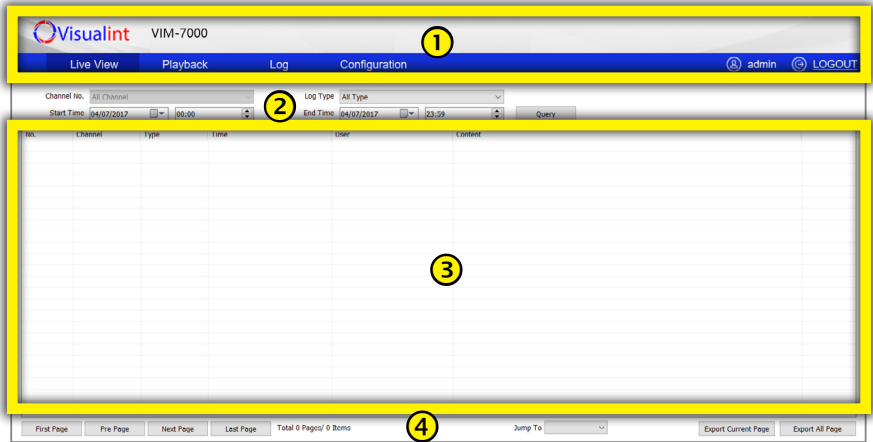 Visualint VIM-7000
1
Live View Playback Log Configuration admin LOGOUT
Channel No. All Channel Log Type All Type
2
Start Time 04/07/2017 00:00 End Time 04/07/2017 23:59 Query
No. Channel Type Time User Content
3
First Page Pre Page Next Page Last Page Total 0 Pages/ 0 Items 4 Jump To Export Current Page Export All Page